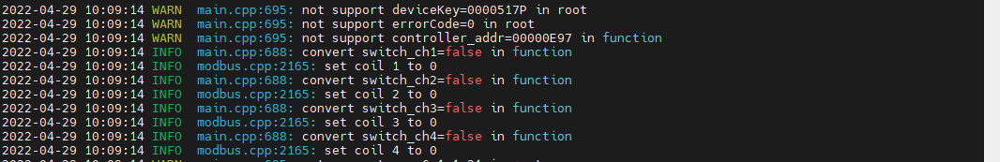 2022-04-29 10:09:14 WARN main.cpp:695: not support deviceKey=0000517P in root
2022-04-29 10:09:14 WARN main.cpp:695: not support errorCode=0 in root
2022-04-29 10:09:14 WARN main.cpp:695: not support controller_addr=00000E97 in function
2022-04-29 10:09:14 INFO main.cpp:688: convert switch_ch1=false in function
2022-04-29 10:09:14 INFO modbus.cpp:2165: set coil 1 to 0
2022-04-29 10:09:14 INFO main.cpp:688: convert switch_ch2=false in function
2022-04-29 10:09:14 INFO modbus.cpp:2165: set coil 2 to 0
2022-04-29 10:09:14 INFO main.cpp:688: convert switch_ch3=false in function
2022-04-29 10:09:14 INFO modbus.cpp:2165: set coil 3 to 0
2022-04-29 10:09:14 INFO main.cpp:688: convert switch_ch4=false in function
2022-04-29 10:09:14 INFO modbus.cpp:2165: set coil 4 to 0